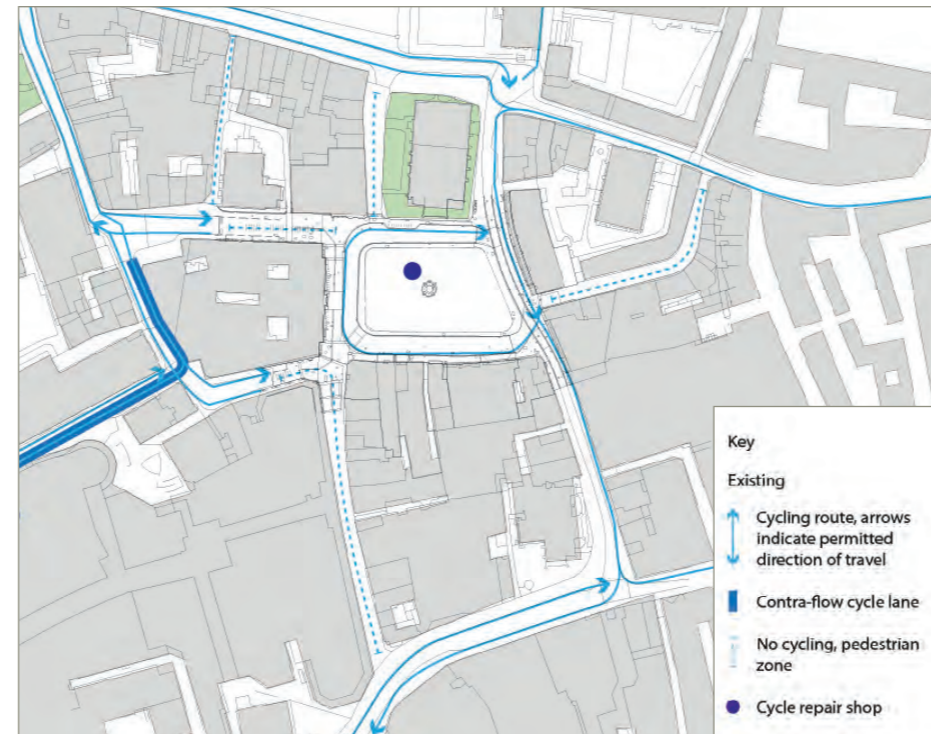 Key
Existing
Cycling route, arrows
indicate permitted
direction of travel
Contra-flow cycle lane
No cycling, pedestrian
zone
Cycle repair shop